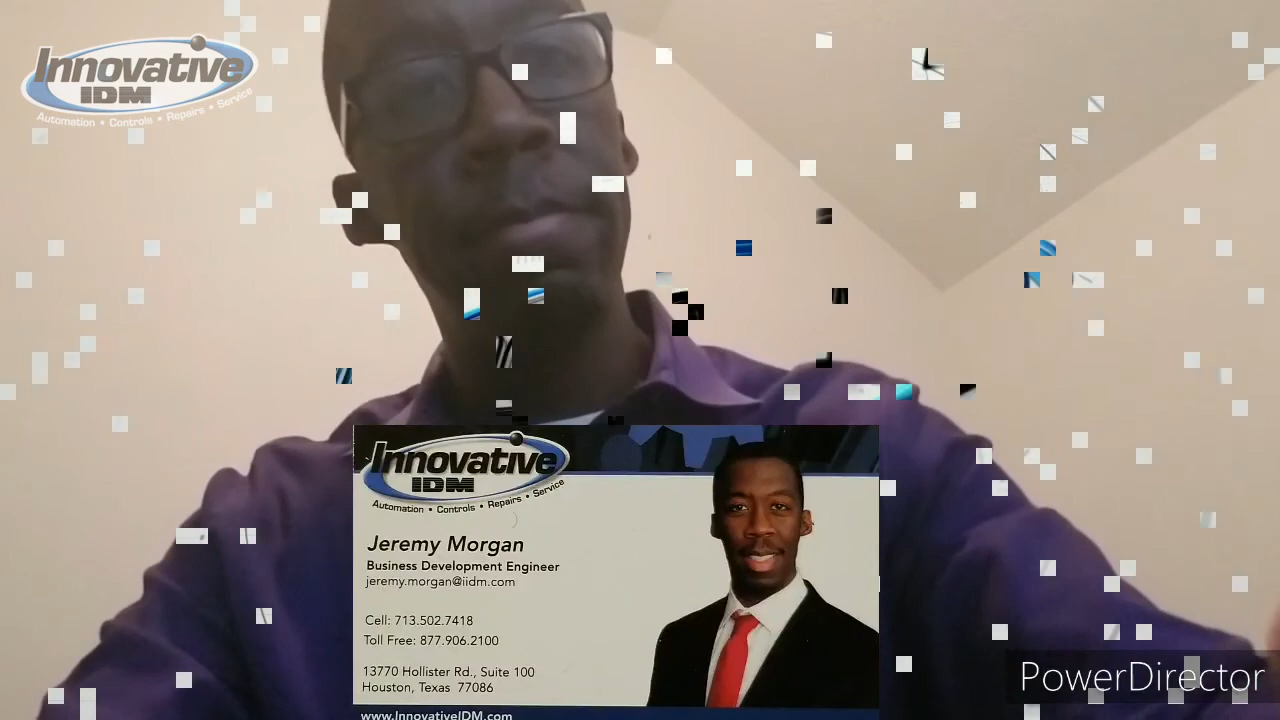 Innovative
IDM
Automation • Controls • Repairs • Service
Innovative
IDM
Automation • Controls • Repairs • Service
Jeremy Morgan
Business Development Engineer
jeremy.morgan@iidm.com
Cell: 713.502.7418
Toll Free: 877.906.2100
13770 Hollister Rd., Suite 100
Houston, Texas 77086
www.InnovativeIDM.com
PowerDirector